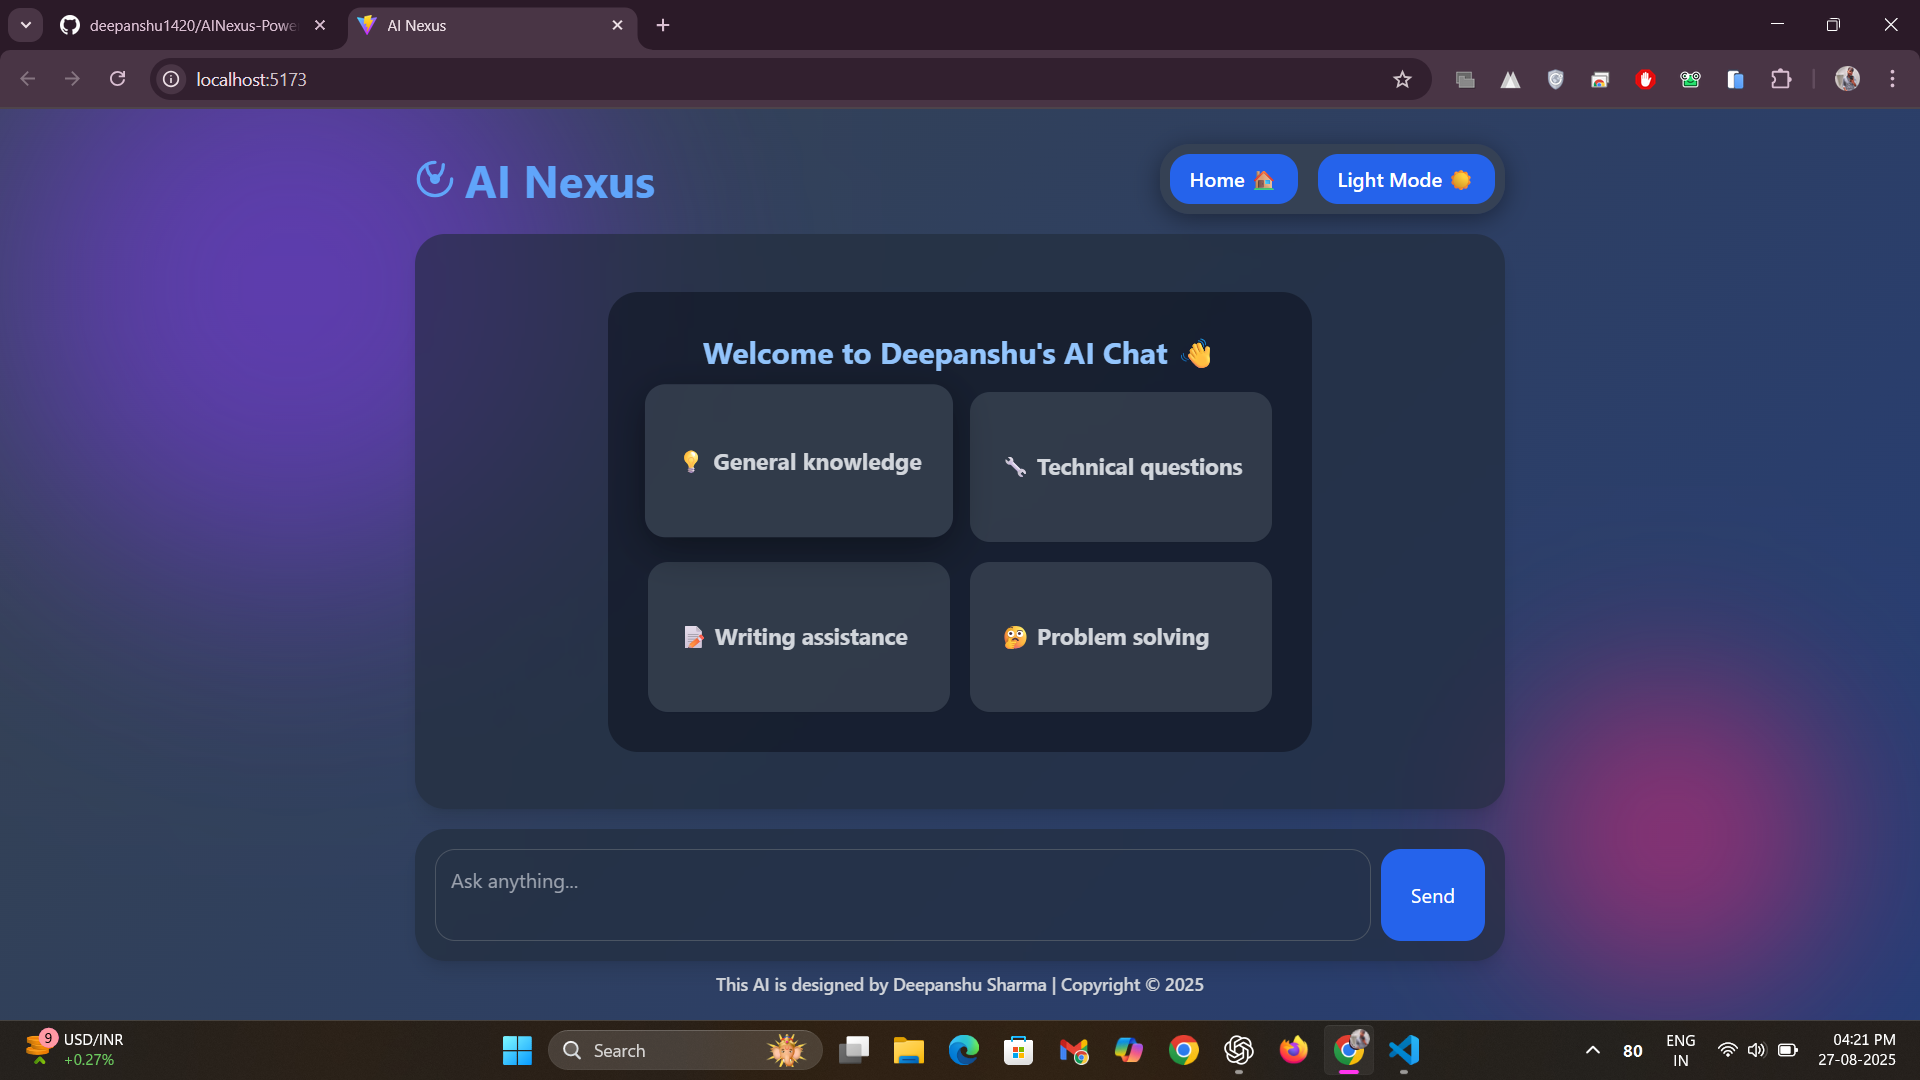 deepanshu1420/AINexus-Powe
AI Nexus
localhost:5173
AI Nexus
Home 🏠
Light Mode ☀️
Welcome to Deepanshu's AI Chat 👋
💡 General knowledge
🔧 Technical questions
📝 Writing assistance
🤔 Problem solving
Ask anything...
Send
This AI is designed by Deepanshu Sharma | Copyright © 2025
9
USD/INR
+0.27%
Search
80
ENG
IN
04:21 PM
27-08-2025